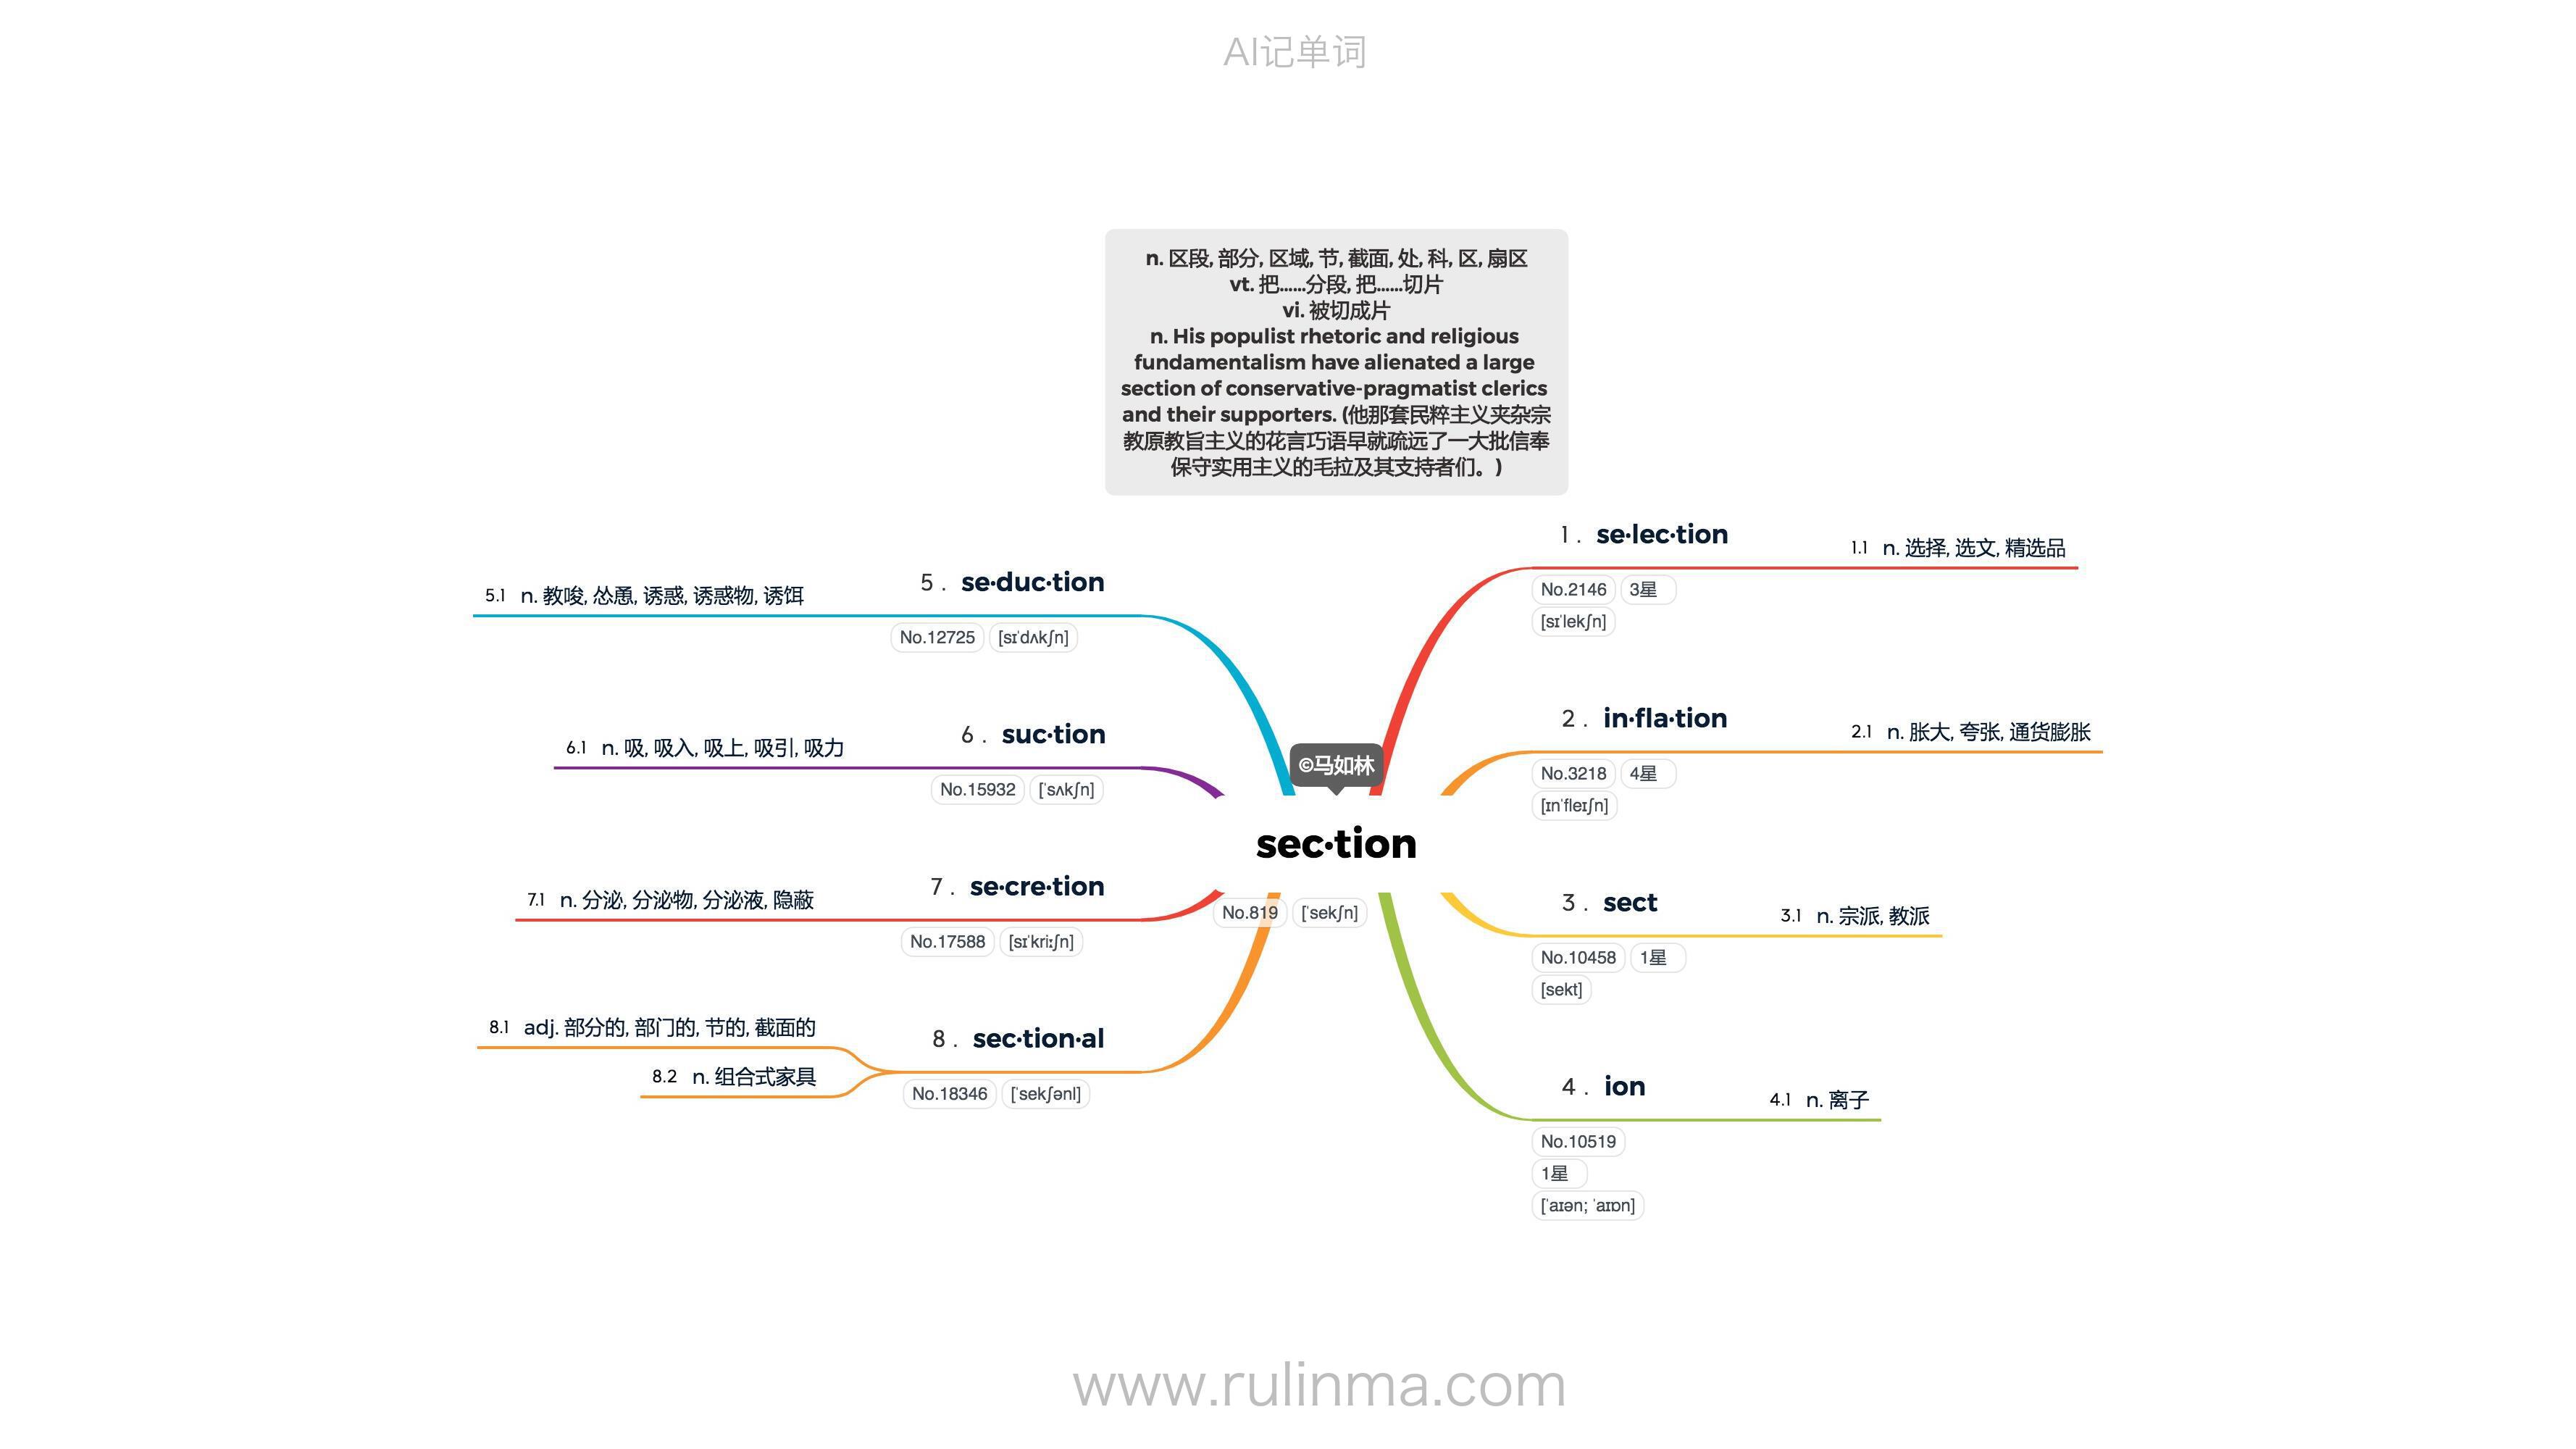 AI记单词
n. 区段, 部分, 区域, 节, 截面, 处, 科, 区, 扇区
vt. 把……分段, 把……切片
vi. 被切成片
n. His populist rhetoric and religious
fundamentalism have alienated a large
section of conservative-pragmatist clerics
and their supporters. (他那套民粹主义夹杂宗
教原教旨主义的花言巧语早就疏远了一大批信奉
保守实用主义的毛拉及其支持者们。)
©马如林
sec·tion
No.819 [ˈsekʃn]
1 . se·lec·tion
1.1 n. 选择, 选文, 精选品
No.2146 3星
[sɪˈlekʃn]
2 . in·fla·tion
2.1 n. 胀大, 夸张, 通货膨胀
No.3218 4星
[ɪnˈfleɪʃn]
3 . sect
3.1 n. 宗派, 教派
No.10458 1星
[sekt]
4 . ion
4.1 n. 离子
No.10519
1星
[ˈaɪən; ˈaɪɒn]
5 . se·duc·tion
5.1 n. 教唆, 怂恿, 诱惑, 诱惑物, 诱饵
No.12725 [sɪˈdʌkʃn]
6 . suc·tion
6.1 n. 吸, 吸入, 吸上, 吸引, 吸力
No.15932 [ˈsʌkʃn]
7 . se·cre·tion
7.1 n. 分泌, 分泌物, 分泌液, 隐蔽
No.17588 [sɪˈkriːʃn]
8 . sec·tion·al
8.1 adj. 部分的, 部门的, 节的, 截面的
8.2 n. 组合式家具
No.18346 [ˈsekʃənl]
www.rulinma.com